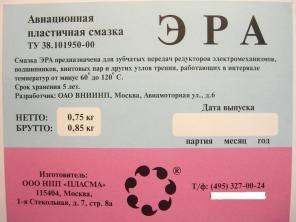 Авиационная
пластичная смазка
ТУ 38.101950-00
ЭРА
Смазка ЭРА предназначена для зубчатых передач редукторов электромеханизмов,
подшипников, винтовых пар и других узлов трения, работающих в интервале
температур от минус 60° до 120° С.
Срок хранения 5 лет.
Разработчик: ОАО ВНИИНП, Москва, Авиамоторная ул., д.6
НЕТТО: 0,75 кг
БРУТТО: 0,85 кг
Дата выпуска
партия месяц год
Изготовитель:
ООО НПП «ПЛАСМА»
115404, Москва,
1-я Стекольная, д. 7, стр. 8а
®
Т/ф: (495) 327-00-24